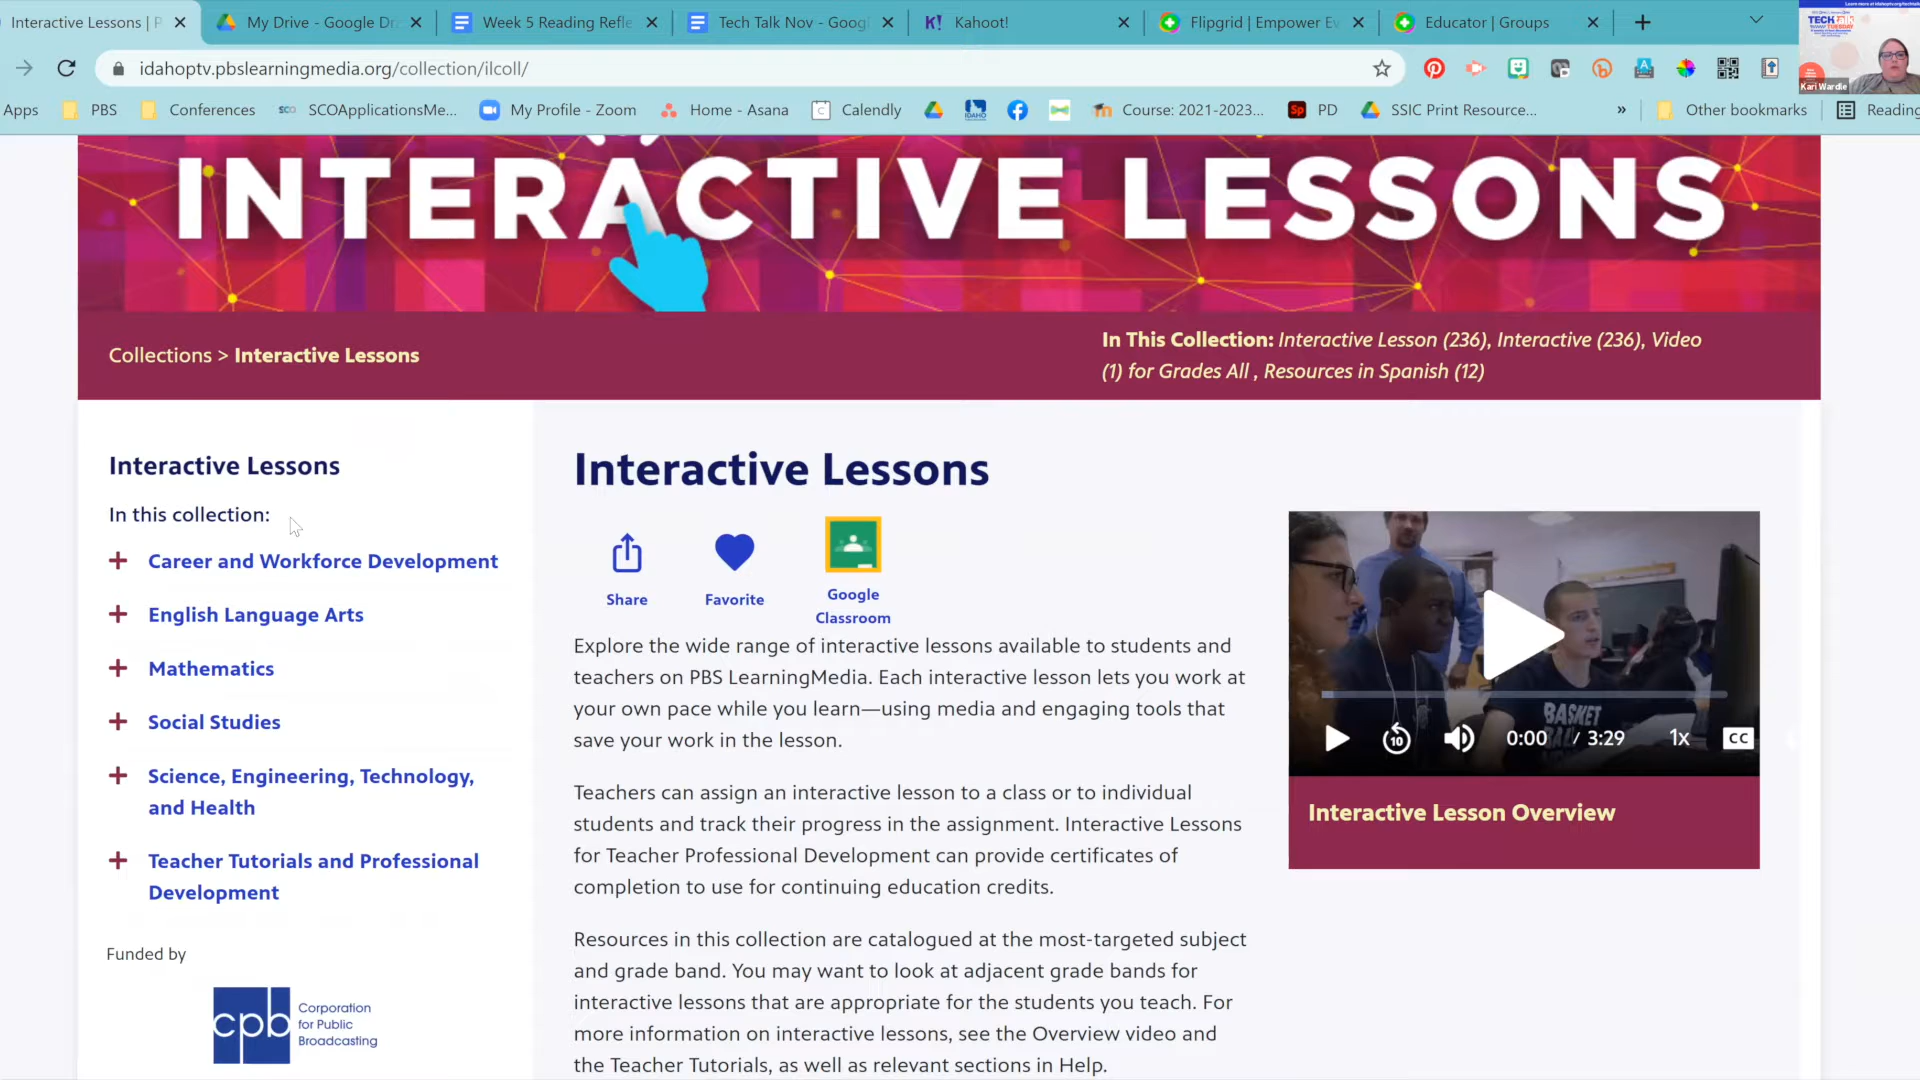 Interactive Lessons | P
My Drive - Google Dr
Week 5 Reading Refle
Tech Talk Nov - Googl
K! Kahoot!
Flipgrid | Empower Ev
Educator | Groups
idahoptv.pbslearningmedia.org/collection/ilcoll/
TECHtalk
TUESDAY
Kari Wardle
Apps
PBS
Conferences
SCO SCOApplicationsMe...
My Profile - Zoom
Home - Asana
Calendly
Course: 2021-2023...
Sp PD
SSIC Print Resource...
»
Other bookmarks
Reading
INTERACTIVE LESSONS
Collections > Interactive Lessons
In This Collection: Interactive Lesson (236), Interactive (236), Video
(1) for Grades All , Resources in Spanish (12)
Interactive Lessons
In this collection:
+ Career and Workforce Development
+ English Language Arts
+ Mathematics
+ Social Studies
+ Science, Engineering, Technology,
and Health
+ Teacher Tutorials and Professional
Development
Funded by
cpb
Corporation
for Public
Broadcasting
Interactive Lessons
Share
Favorite
Google
Classroom
Explore the wide range of interactive lessons available to students and
teachers on PBS LearningMedia. Each interactive lesson lets you work at
your own pace while you learn—using media and engaging tools that
save your work in the lesson.
Teachers can assign an interactive lesson to a class or to individual
students and track their progress in the assignment. Interactive Lessons
for Teacher Professional Development can provide certificates of
completion to use for continuing education credits.
Resources in this collection are catalogued at the most-targeted subject
and grade band. You may want to look at adjacent grade bands for
interactive lessons that are appropriate for the students you teach. For
more information on interactive lessons, see the Overview video and
the Teacher Tutorials, as well as relevant sections in Help.
BASKET
BALL
10
0:00 / 3:29
1x
CC
Interactive Lesson Overview